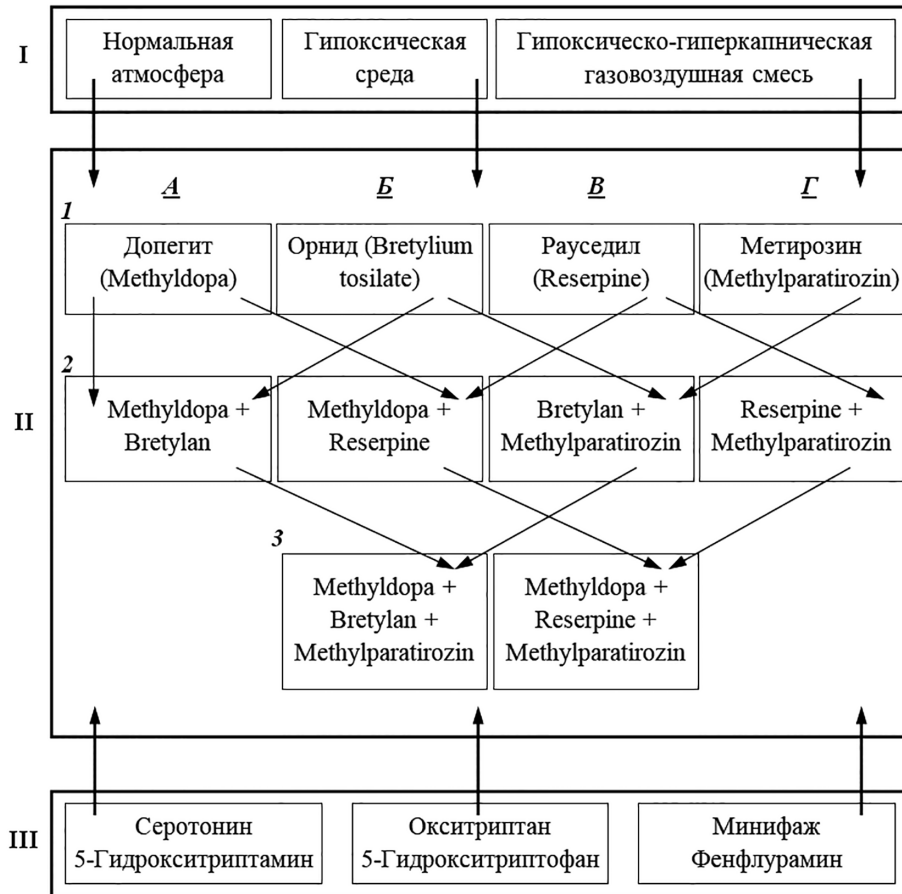 I
Нормальная
атмосфера
Гипоксическая
среда
Гипоксическо-гиперкапническая
газовоздушная смесь
II
А
Б
В
Г
1
Допегит
(Methyldopa)
Орнид (Bretylium
tosilate)
Рауседил
(Reserpine)
Метирозин
(Methylparatirozin)
2
Methyldopa +
Bretylan
Methyldopa +
Reserpine
Bretylan +
Methylparatirozin
Reserpine +
Methylparatirozin
3
Methyldopa +
Bretylan +
Methylparatirozin
Methyldopa +
Reserpine +
Methylparatirozin
III
Серотонин
5-Гидрокситриптамин
Окситриптан
5-Гидрокситриптофан
Минифаж
Фенфлурамин